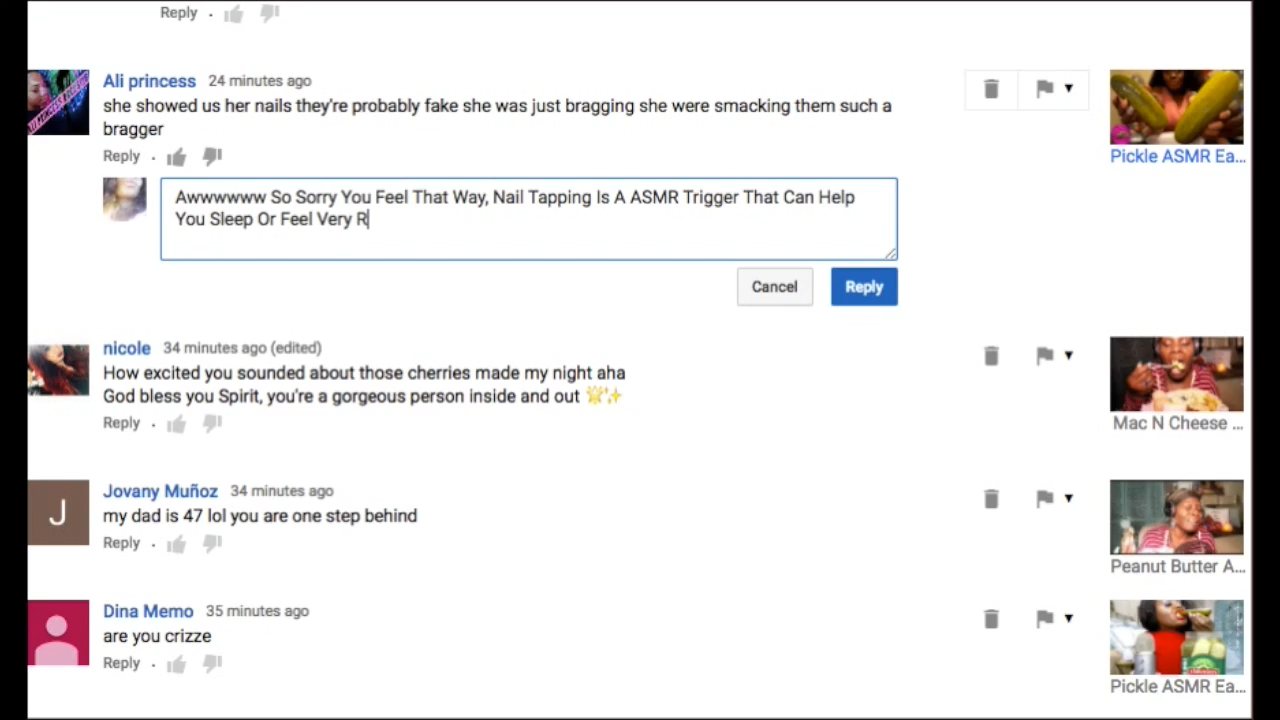 Reply
Ali princess 24 minutes ago
she showed us her nails they're probably fake she was just bragging she were smacking them such a
bragger
Pickle ASMR Ea...
Reply
Awwwwww So Sorry You Feel That Way, Nail Tapping Is A ASMR Trigger That Can Help
You Sleep Or Feel Very R
Cancel Reply
nicole 34 minutes ago (edited)
How excited you sounded about those cherries made my night aha
God bless you Spirit, you're a gorgeous person inside and out 🌟✨
Reply
Mac N Cheese ...
J
Jovany Muñoz 34 minutes ago
my dad is 47 lol you are one step behind
Reply
Peanut Butter A...
Dina Memo 35 minutes ago
are you crizze
Reply
Pickle ASMR Ea...